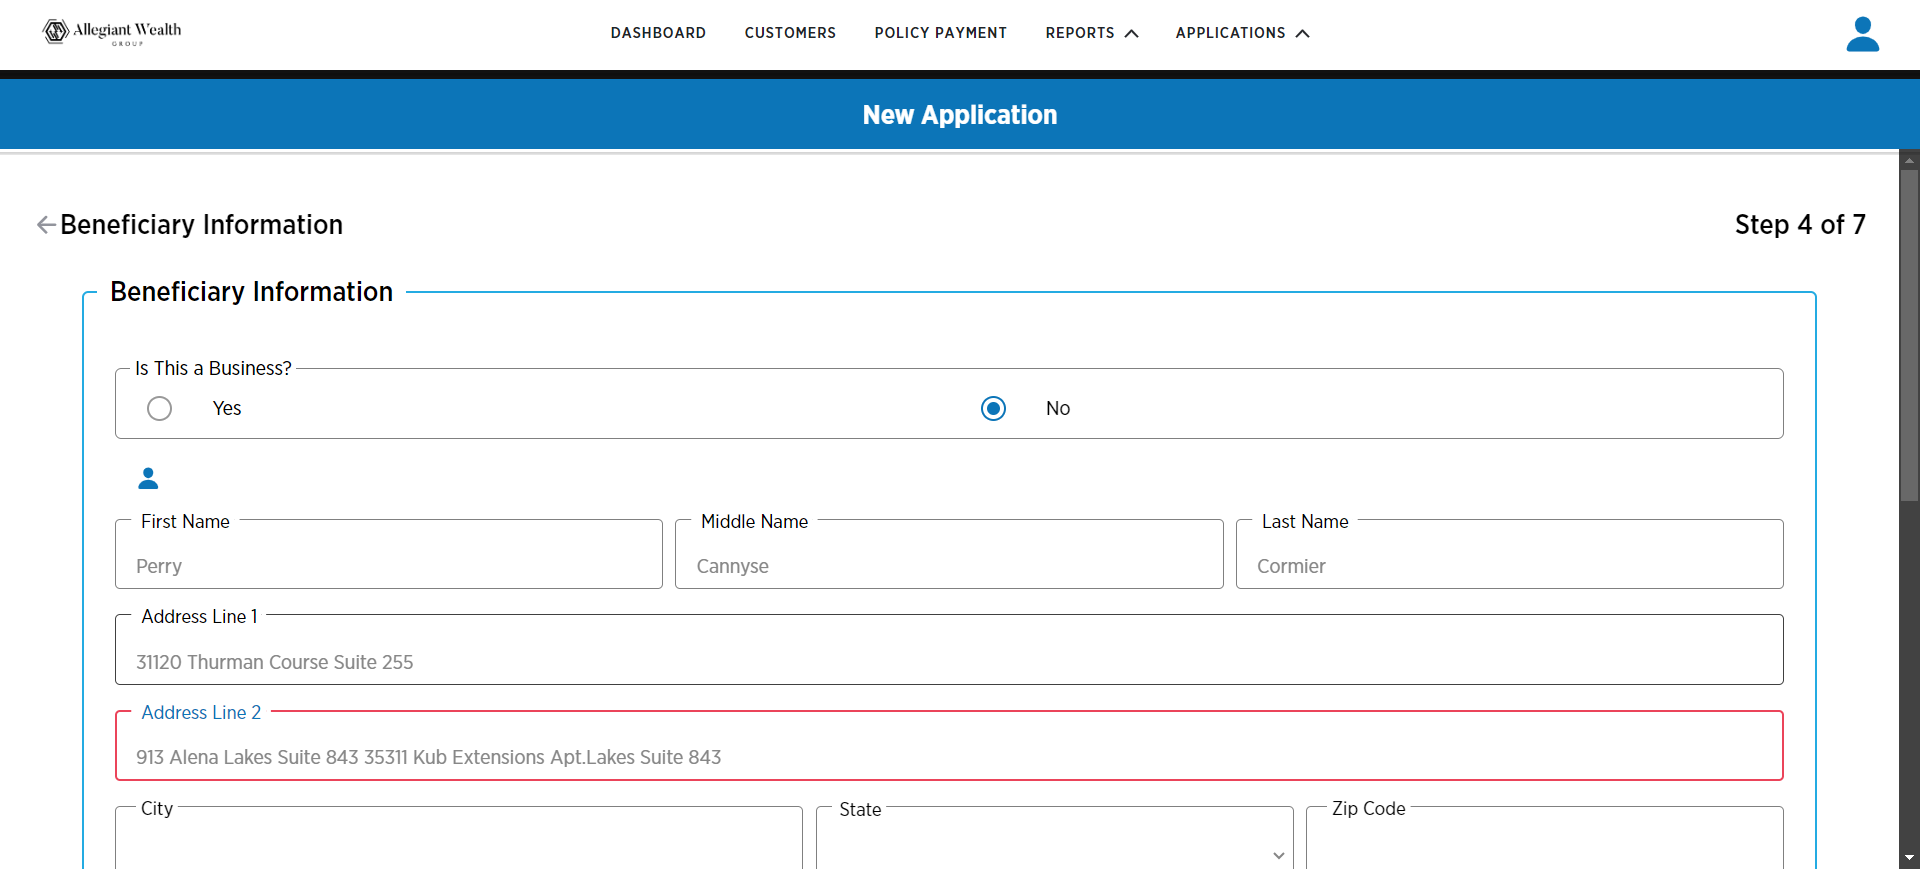 Allegiant Wealth
GROUP
DASHBOARD CUSTOMERS POLICY PAYMENT REPORTS APPLICATIONS
New Application
Beneficiary Information
Step 4 of 7
Beneficiary Information
Is This a Business?
Yes No
First Name Middle Name Last Name
Perry Cannyse Cormier
Address Line 1
31120 Thurman Course Suite 255
Address Line 2
913 Alena Lakes Suite 843 35311 Kub Extensions Apt.Lakes Suite 843
City State Zip Code